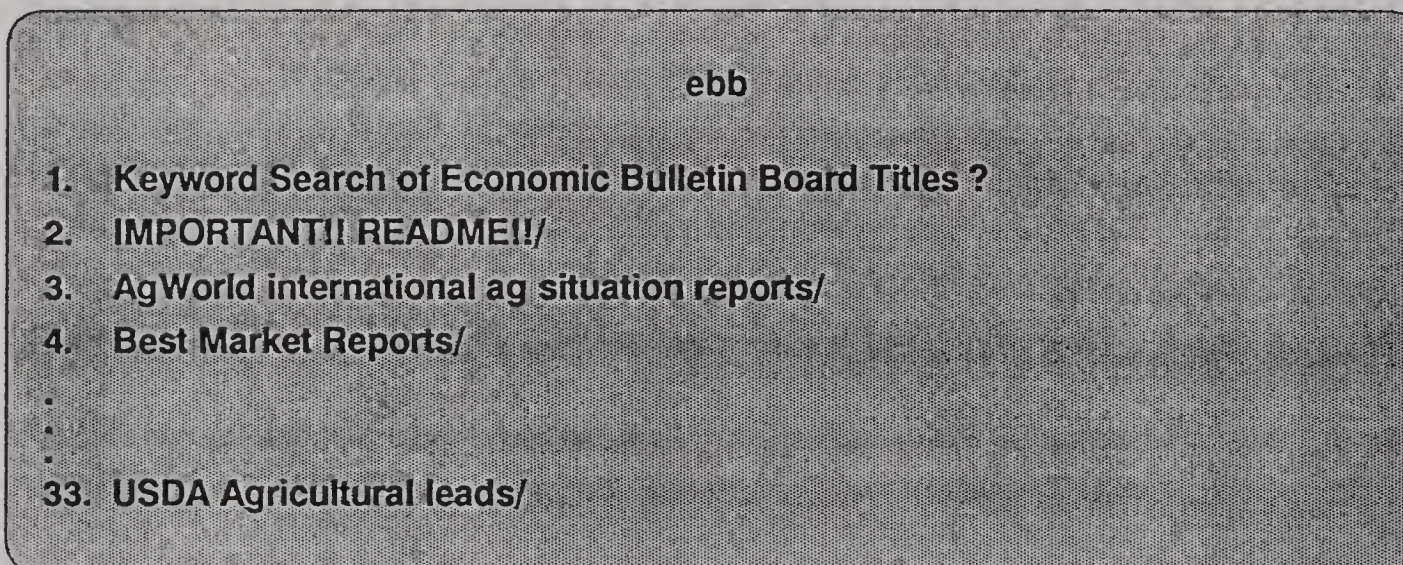 ebb
1. Keyword Search of Economic Bulletin Board Titles ?
2. IMPORTANT!! README!!/
3. AgWorld international ag situation reports/
4. Best Market Reports/
.
.
.
33. USDA Agricultural leads/